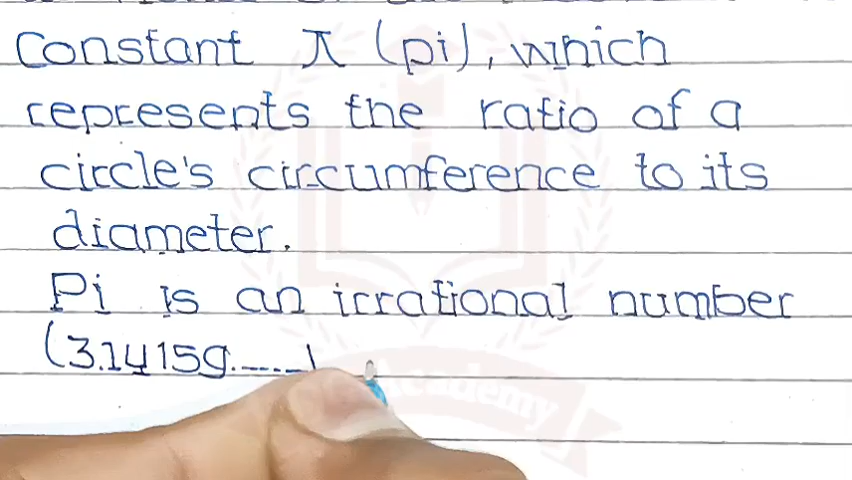 Constant π (pi), which
represents the ratio of a
circle's circumference to its
diameter.
Pi is an irrational number
(3.14159.....)
Academy